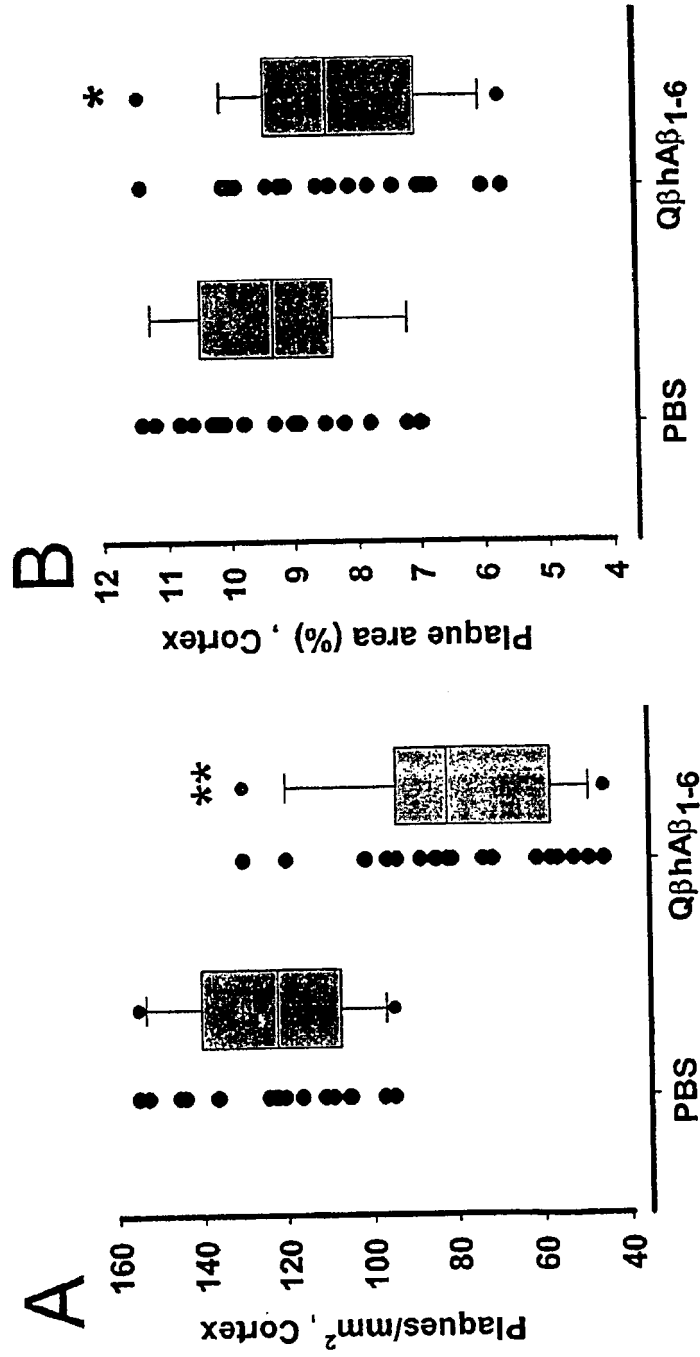 A
Plaques/mm², Cortex
160
140
120
100
80
60
40
**
PBS
QβhAβ1-6
B
Plaque area (%) , Cortex
12
11
10
9
8
7
6
5
4
*
PBS
QβhAβ1-6